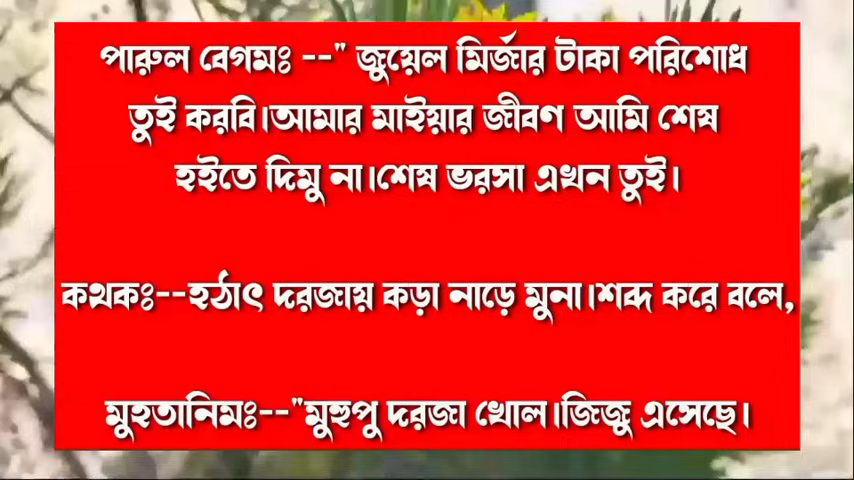 পারুল বেগমঃ --" জুয়েল মির্জার টাকা পরিশোধ
তুই করবি।আমার মাইয়ার জীবণ আমি শেষ
হইতে দিমু না।শেষ ভরসা এখন তুই।
কথকঃ--হঠাৎ দরজায় কড়া নাড়ে মুনা।শব্দ করে বলে,
মুহতানিমঃ--"মুহুপু দরজা খোল।জিজু এসেছে।